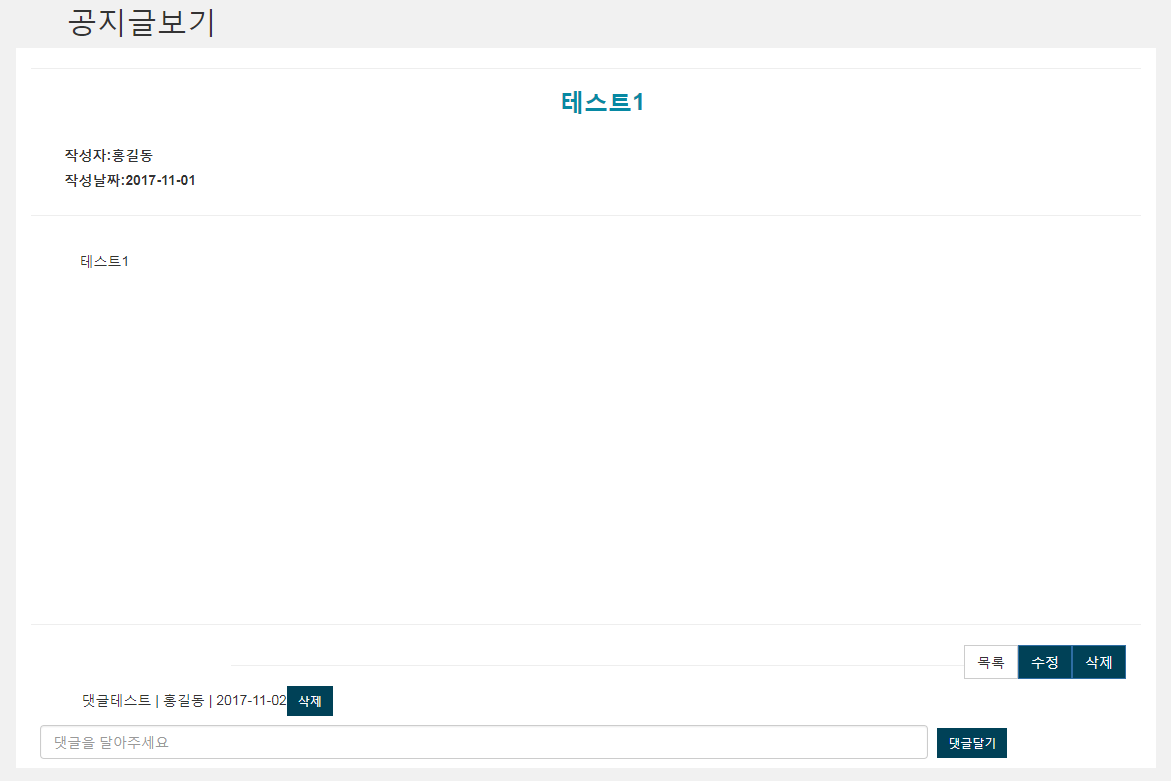 공지글보기
테스트1
작성자:홍길동
작성날짜:2017-11-01
테스트1
목록 수정 삭제
댓글테스트 | 홍길동 | 2017-11-02 삭제
댓글을 달아주세요 댓글달기